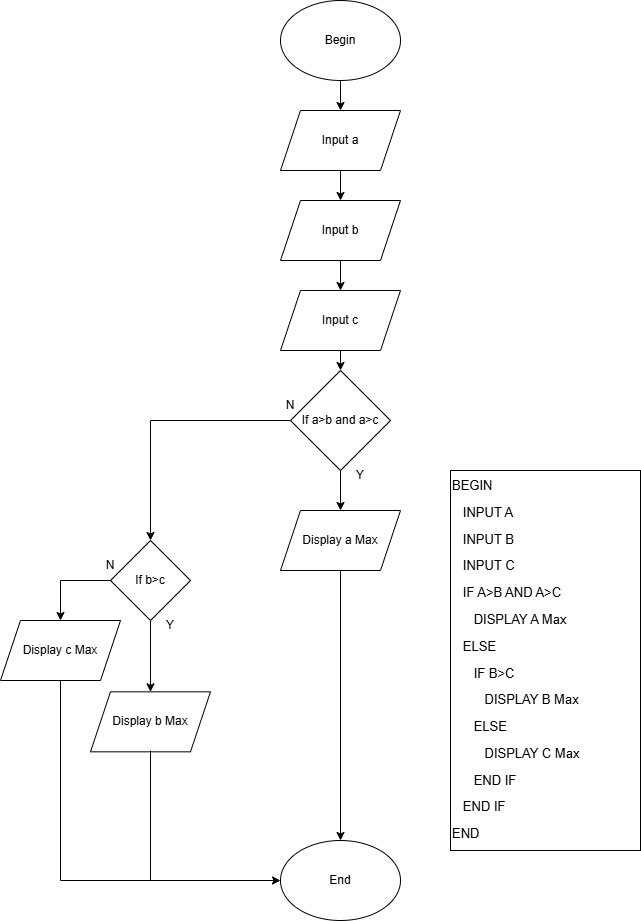 Begin
Input a
Input b
Input c
N
If a>b and a>c
Y
Display a Max
N
If b>c
Y
Display c Max
Display b Max
End
BEGIN
INPUT A
INPUT B
INPUT C
IF A>B AND A>C
DISPLAY A Max
ELSE
IF B>C
DISPLAY B Max
ELSE
DISPLAY C Max
END IF
END IF
END